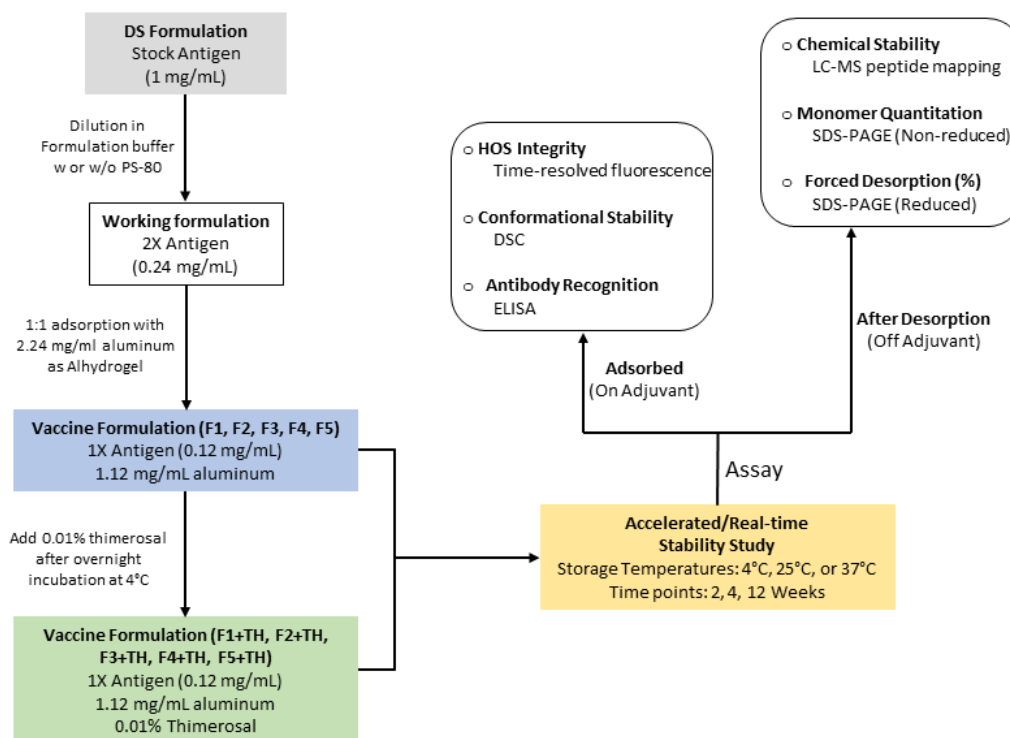 DS Formulation
Stock Antigen
(1 mg/mL)
Dilution in
Formulation buffer
w or w/o PS-80
Working formulation
2X Antigen
(0.24 mg/mL)
1:1 adsorption with
2.24 mg/ml aluminum
as Alhydrogel
Vaccine Formulation (F1, F2, F3, F4, F5)
1X Antigen (0.12 mg/mL)
1.12 mg/mL aluminum
Add 0.01% thimerosal
after overnight
incubation at 4°C
Vaccine Formulation (F1+TH, F2+TH,
F3+TH, F4+TH, F5+TH)
1X Antigen (0.12 mg/mL)
1.12 mg/mL aluminum
0.01% Thimerosal
Accelerated/Real-time
Stability Study
Storage Temperatures: 4°C, 25°C, or 37°C
Time points: 2, 4, 12 Weeks
Assay
Adsorbed
(On Adjuvant)
HOS Integrity
Time-resolved fluorescence
Conformational Stability
DSC
Antibody Recognition
ELISA
After Desorption
(Off Adjuvant)
Chemical Stability
LC-MS peptide mapping
Monomer Quantitation
SDS-PAGE (Non-reduced)
Forced Desorption (%)
SDS-PAGE (Reduced)